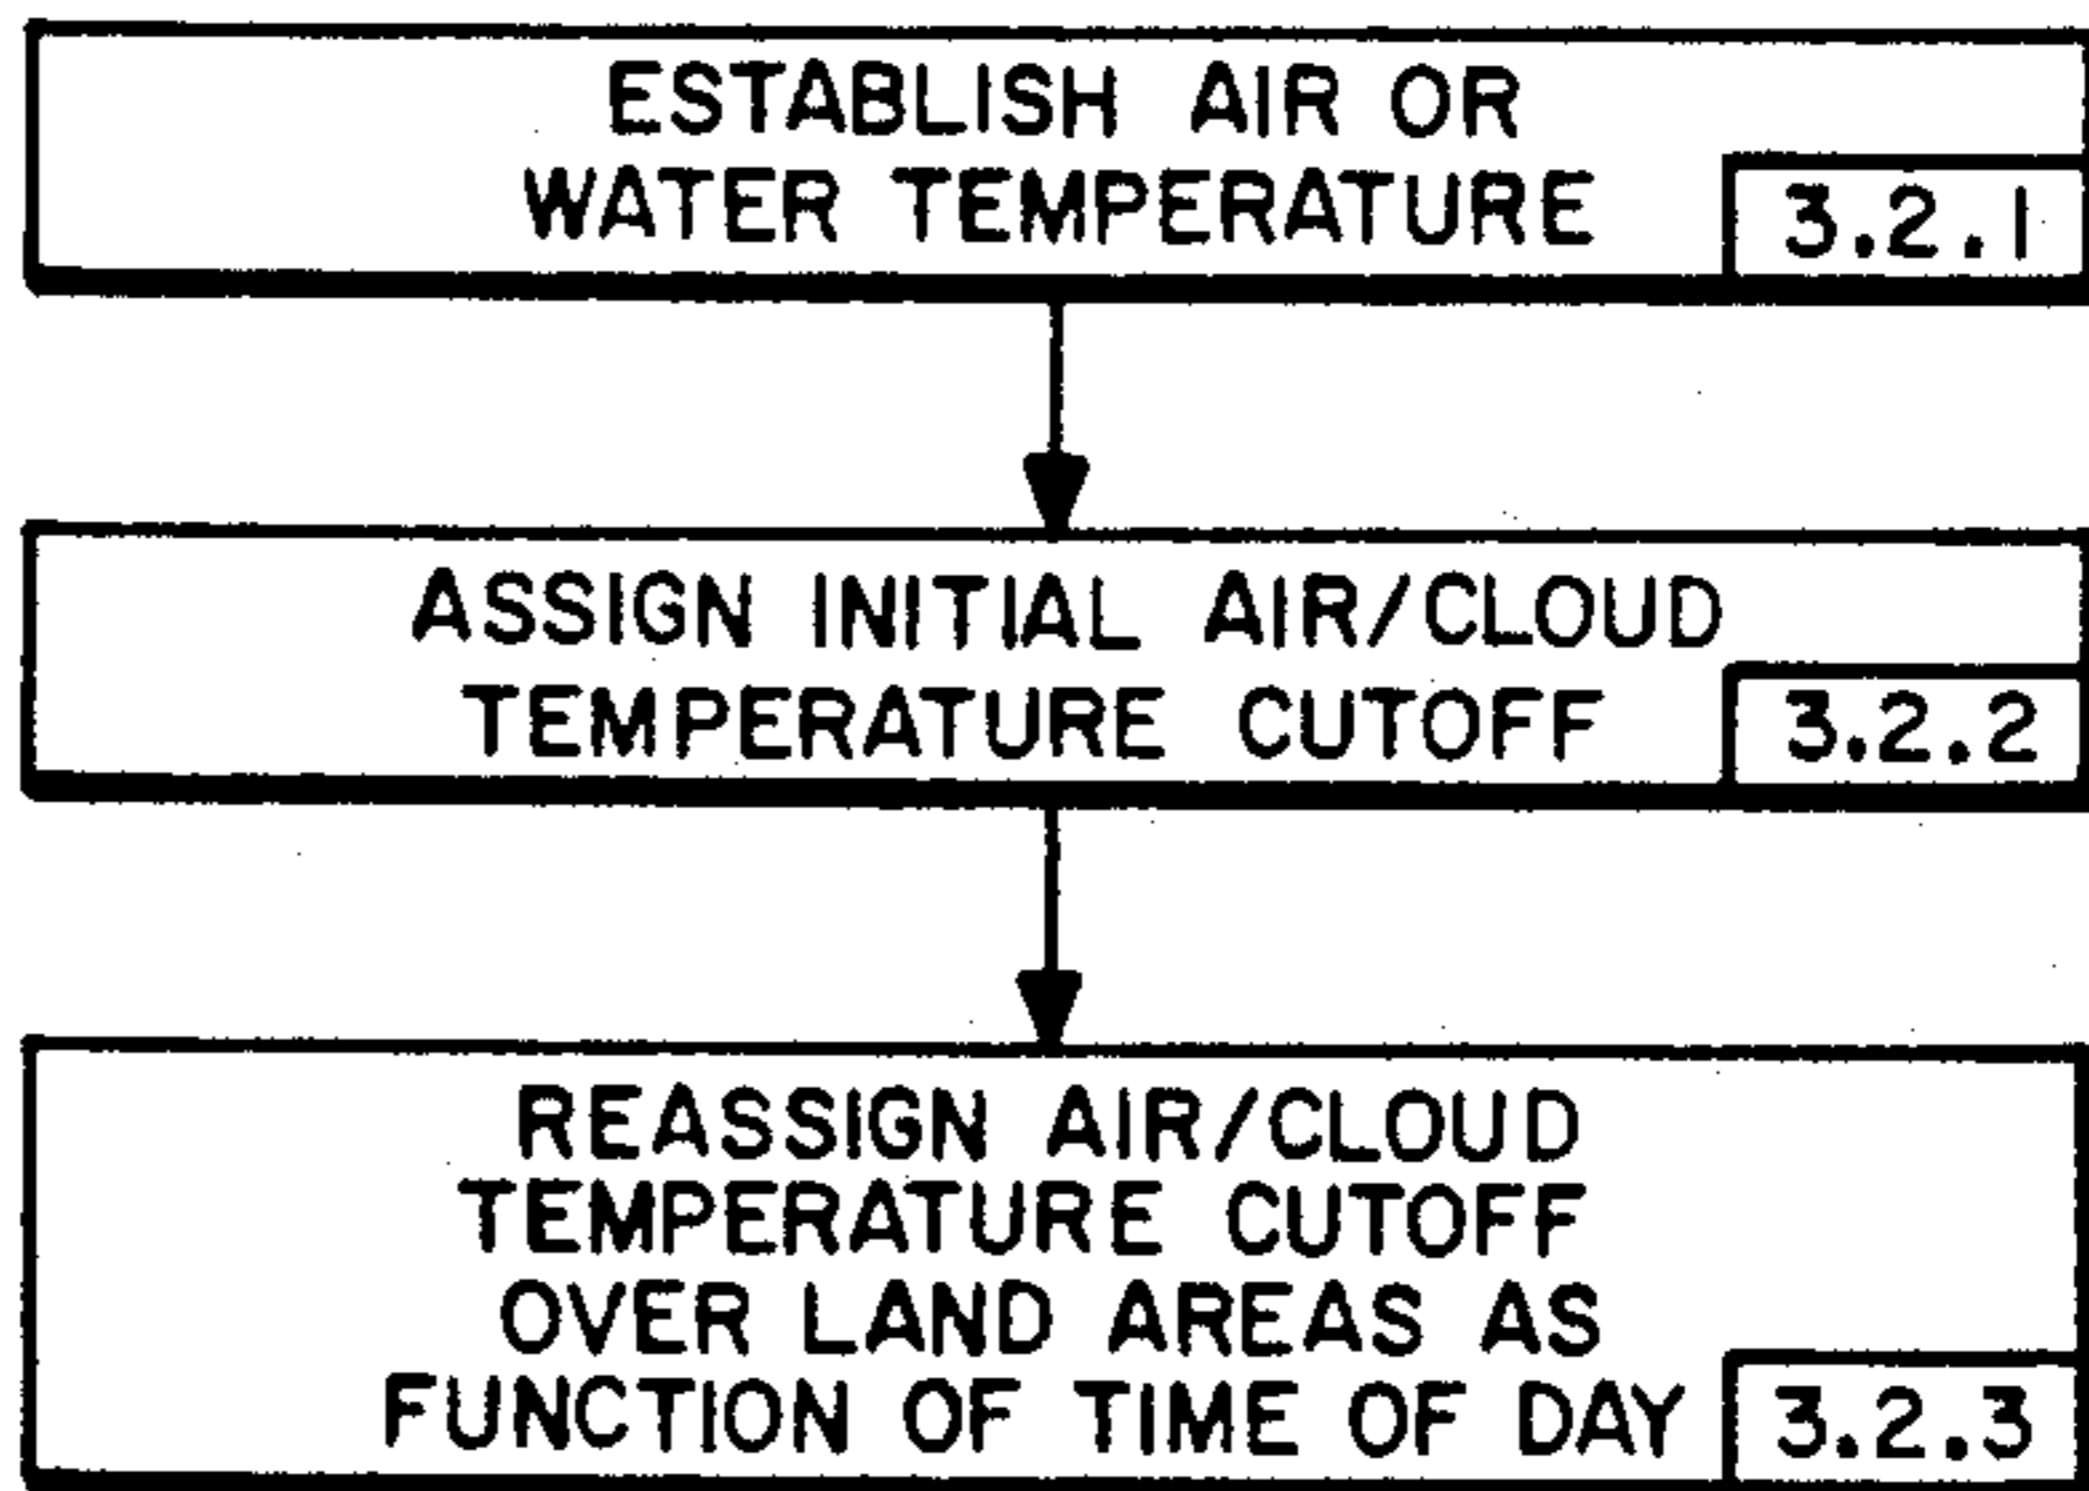 ESTABLISH AIR OR
WATER TEMPERATURE
3.2.1
ASSIGN INITIAL AIR/CLOUD
TEMPERATURE CUTOFF
3.2.2
REASSIGN AIR/CLOUD
TEMPERATURE CUTOFF
OVER LAND AREAS AS
FUNCTION OF TIME OF DAY
3.2.3